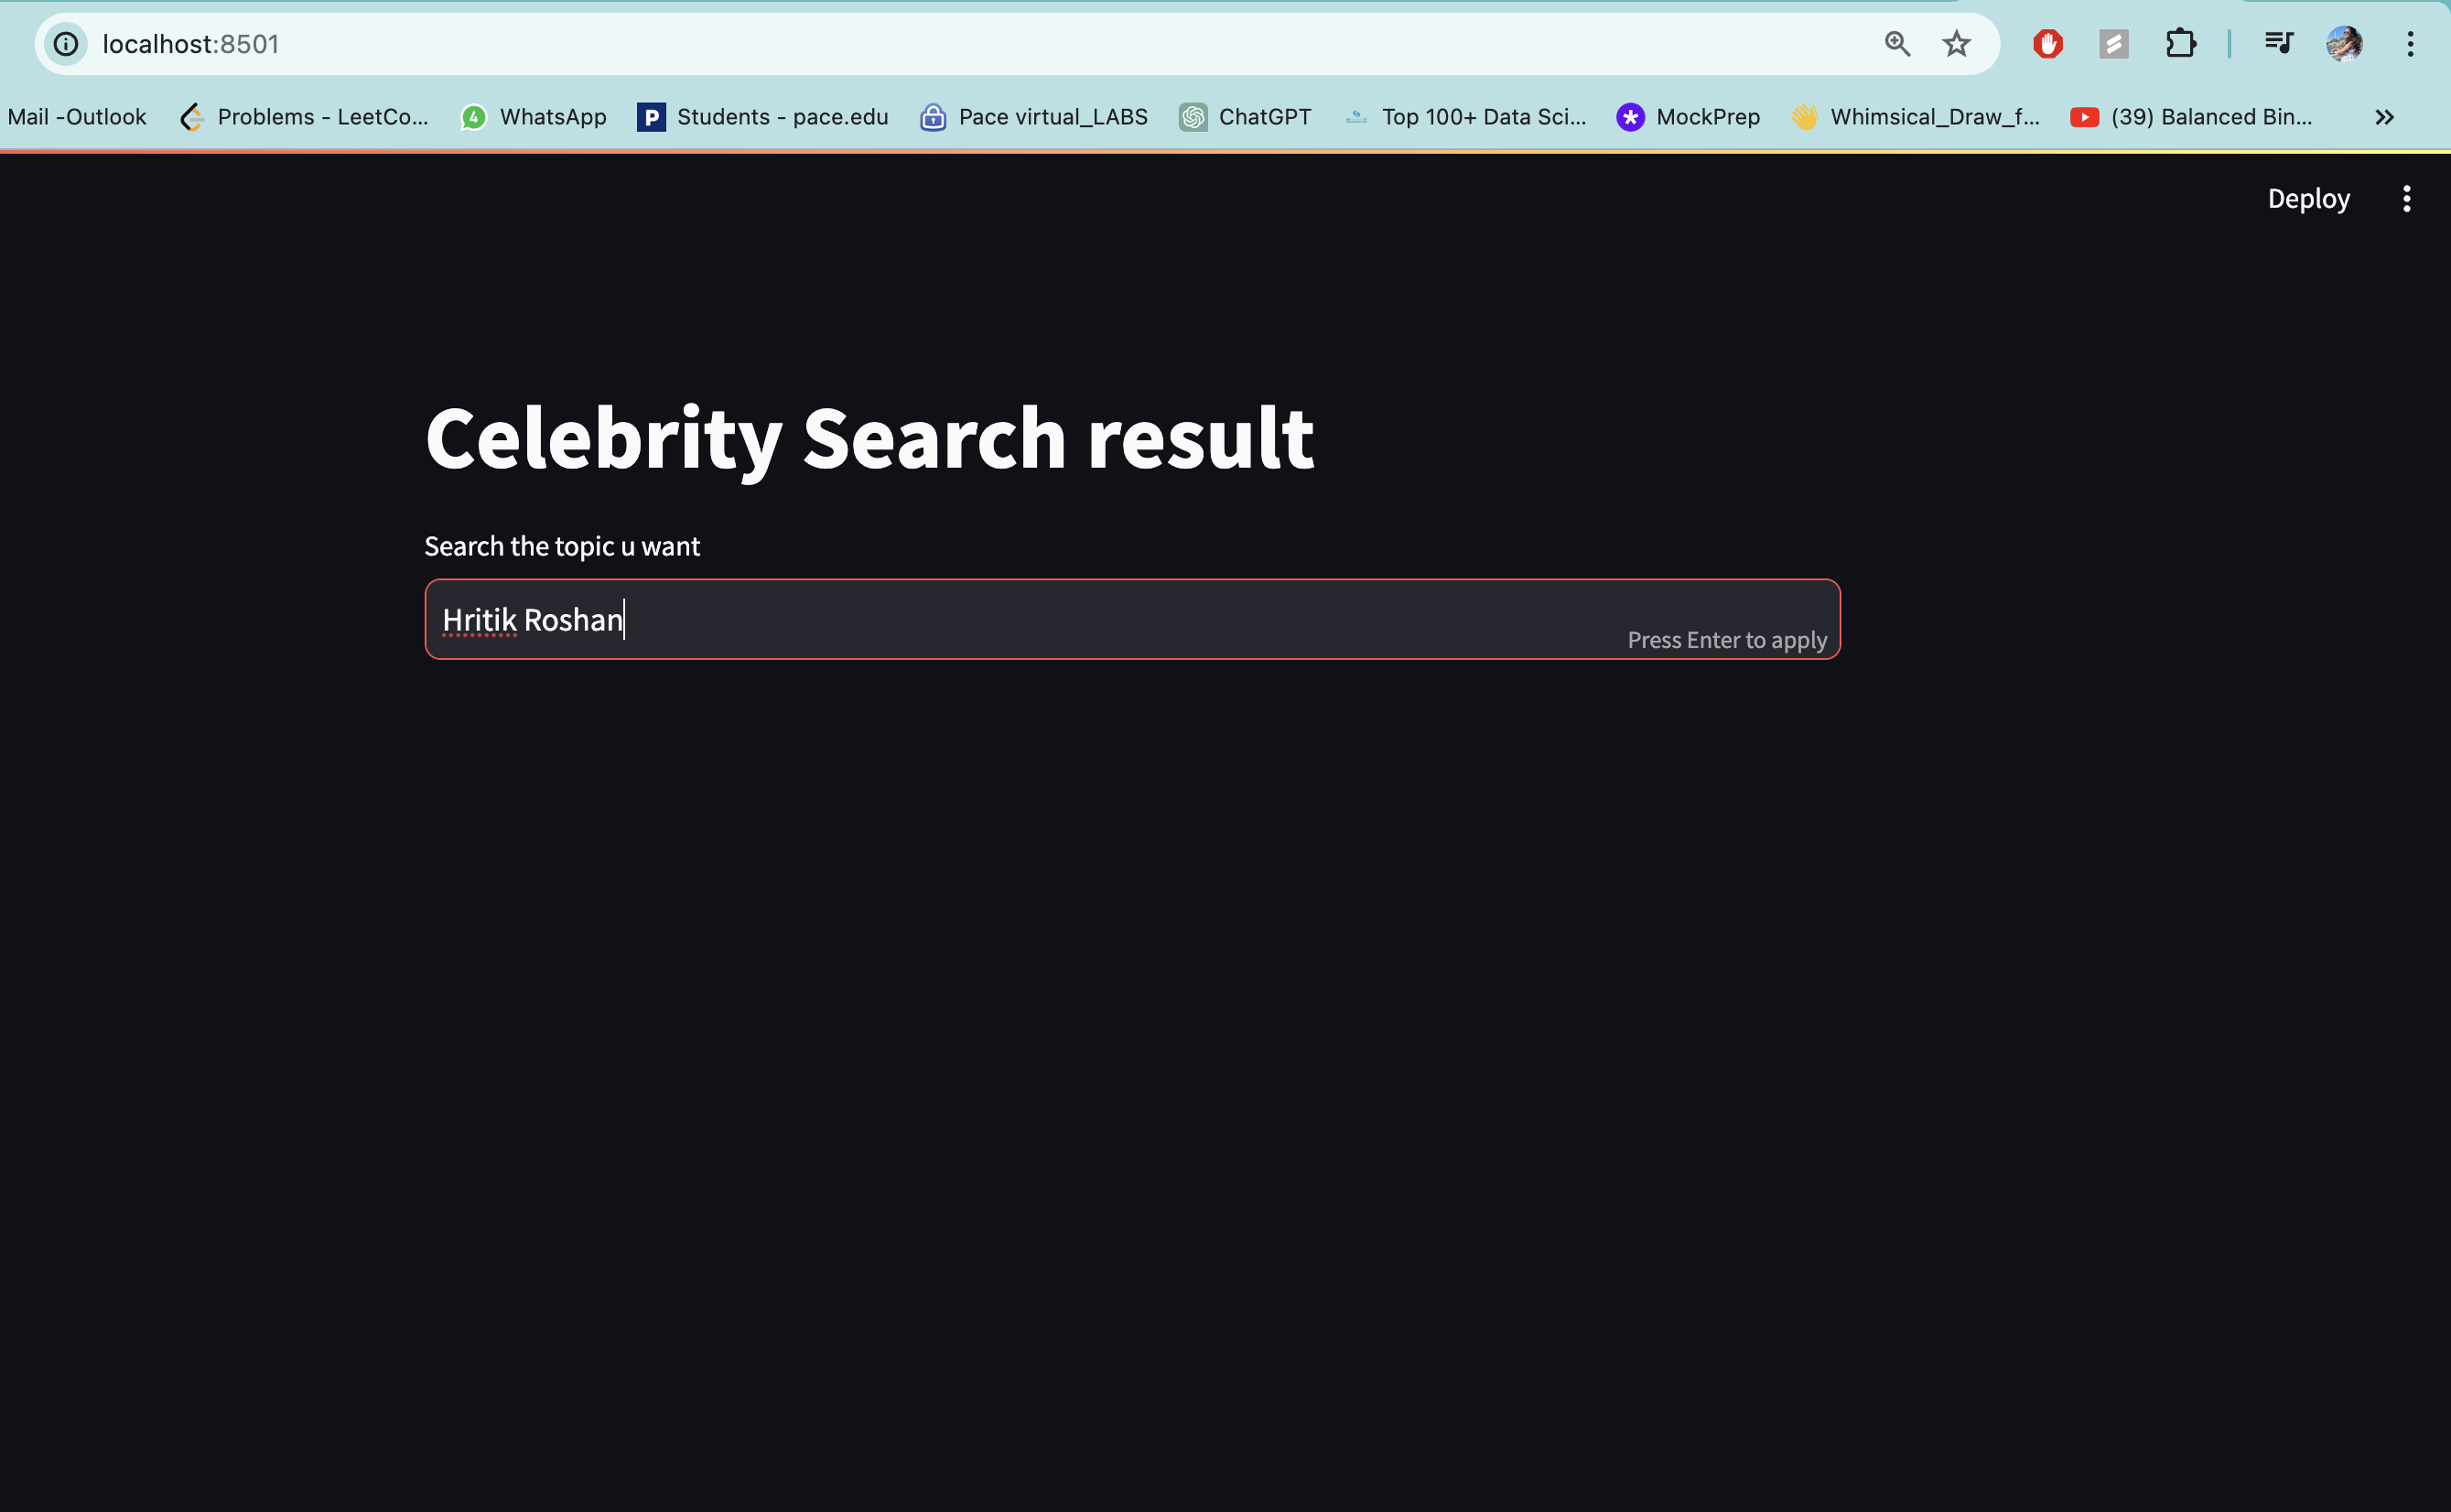 localhost:8501
Mail -Outlook Problems - LeetCo... 4 WhatsApp P Students - pace.edu Pace virtual_LABS ChatGPT Top 100+ Data Sci... MockPrep Whimsical_Draw_f... (39) Balanced Bin...
Deploy
Celebrity Search result
Search the topic u want
Hritik Roshan
Press Enter to apply